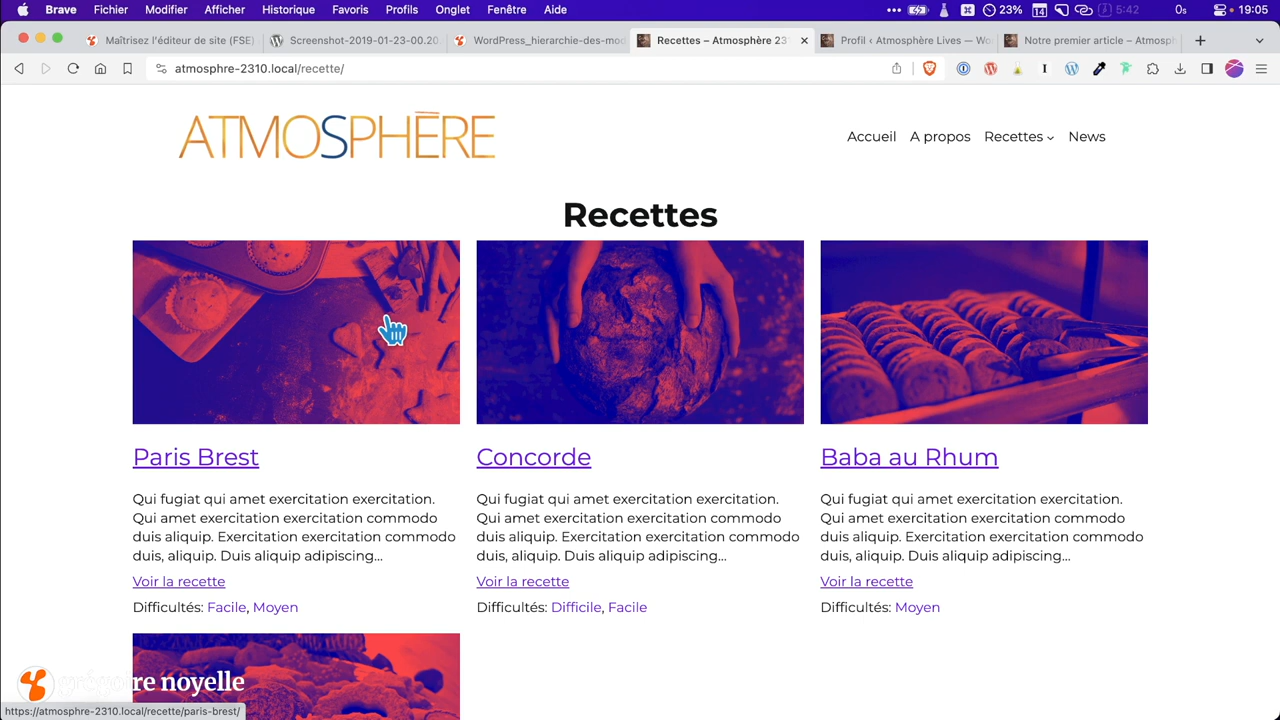 Brave Fichier Modifier Afficher Historique Favoris Profils Onglet Fenêtre Aide
23% 14 5:42 0s 19:05
Maîtrisez l'éditeur de site (FSE)
Screenshot-2019-01-23-00.20.
WordPress_hierarchie-des-mod
Recettes – Atmosphère 23
Profil ‹ Atmosphère Lives — Wo
Notre premier article – Atmosph
atmosphre-2310.local/recette/
ATMOSPHÈRE
Accueil A propos Recettes News
Recettes
Paris Brest
Qui fugiat qui amet exercitation exercitation.
Qui amet exercitation exercitation commodo
duis aliquip. Exercitation exercitation commodo
duis, aliquip. Duis aliquip adipiscing...
Voir la recette
Difficultés: Facile, Moyen
Concorde
Qui fugiat qui amet exercitation exercitation.
Qui amet exercitation exercitation commodo
duis aliquip. Exercitation exercitation commodo
duis, aliquip. Duis aliquip adipiscing...
Voir la recette
Difficultés: Difficile, Facile
Baba au Rhum
Qui fugiat qui amet exercitation exercitation.
Qui amet exercitation exercitation commodo
duis aliquip. Exercitation exercitation commodo
duis, aliquip. Duis aliquip adipiscing...
Voir la recette
Difficultés: Moyen
grégoire noyelle
https://atmosphre-2310.local/recette/paris-brest/